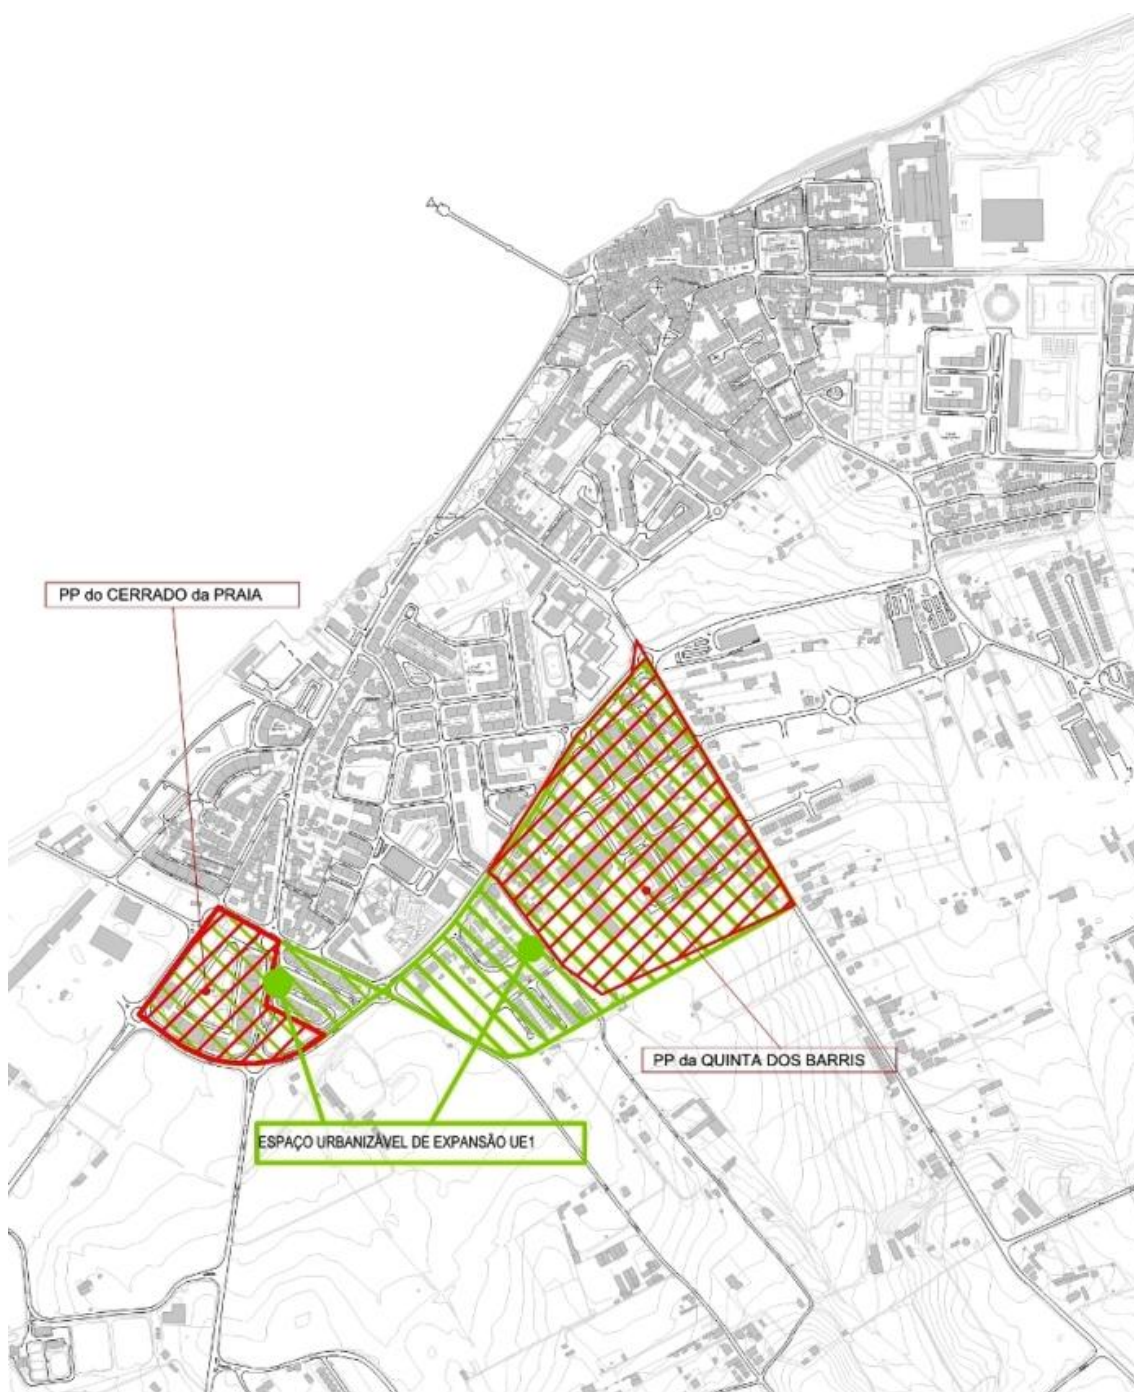 PP do CERRADO da PRAIA
PP da QUINTA DOS BARRIS
ESPAÇO URBANIZÁVEL DE EXPANSÃO UE1